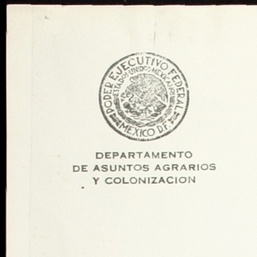 PODER EJECUTIVO FEDERAL
ESTADOS UNIDOS MEXICANOS
MEXICO D.F.
DEPARTAMENTO
DE ASUNTOS AGRARIOS
Y COLONIZACION